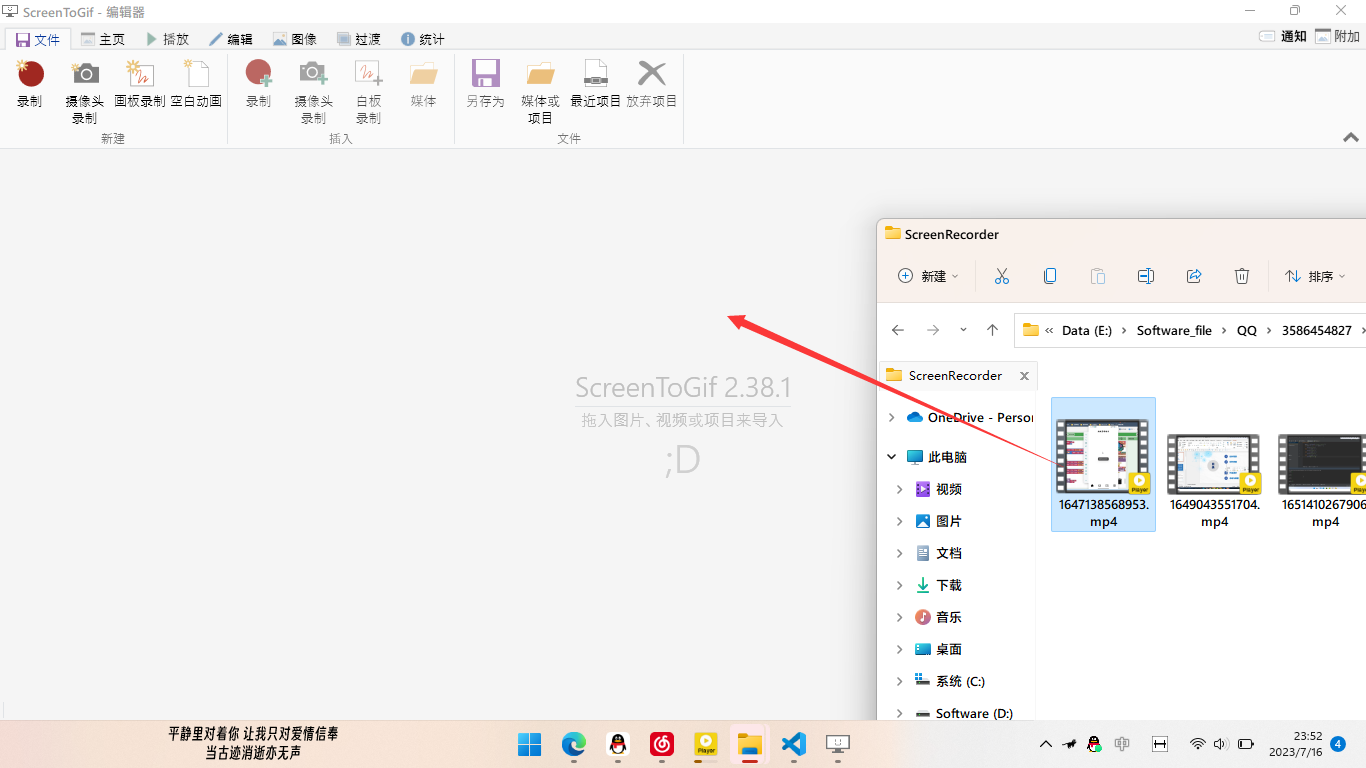 ScreenToGif - 编辑器
文件 主页 播放 编辑 图像 过渡 统计
通知 附加
录制 摄像头 画板录制 空白动画 录制 摄像头 白板 媒体 另存为 媒体或 最近项目 放弃项目
录制 录制 录制 项目
新建 插入 文件
ScreenToGif 2.38.1
拖入图片、视频或项目来导入
;D
ScreenRecorder
新建 排序
« Data (E:) › Software_file › QQ › 3586454827 ›
ScreenRecorder
OneDrive - Person
此电脑
视频
图片
文档
下载
音乐
桌面
系统 (C:)
Software (D:)
1647138568953.
mp4
1649043551704.
mp4
1651410267906
mp4
Player
Player
平静里对着你 让我只对爱情信奉
当古迹消逝亦无声
Player
中
23:52
2023/7/16
4